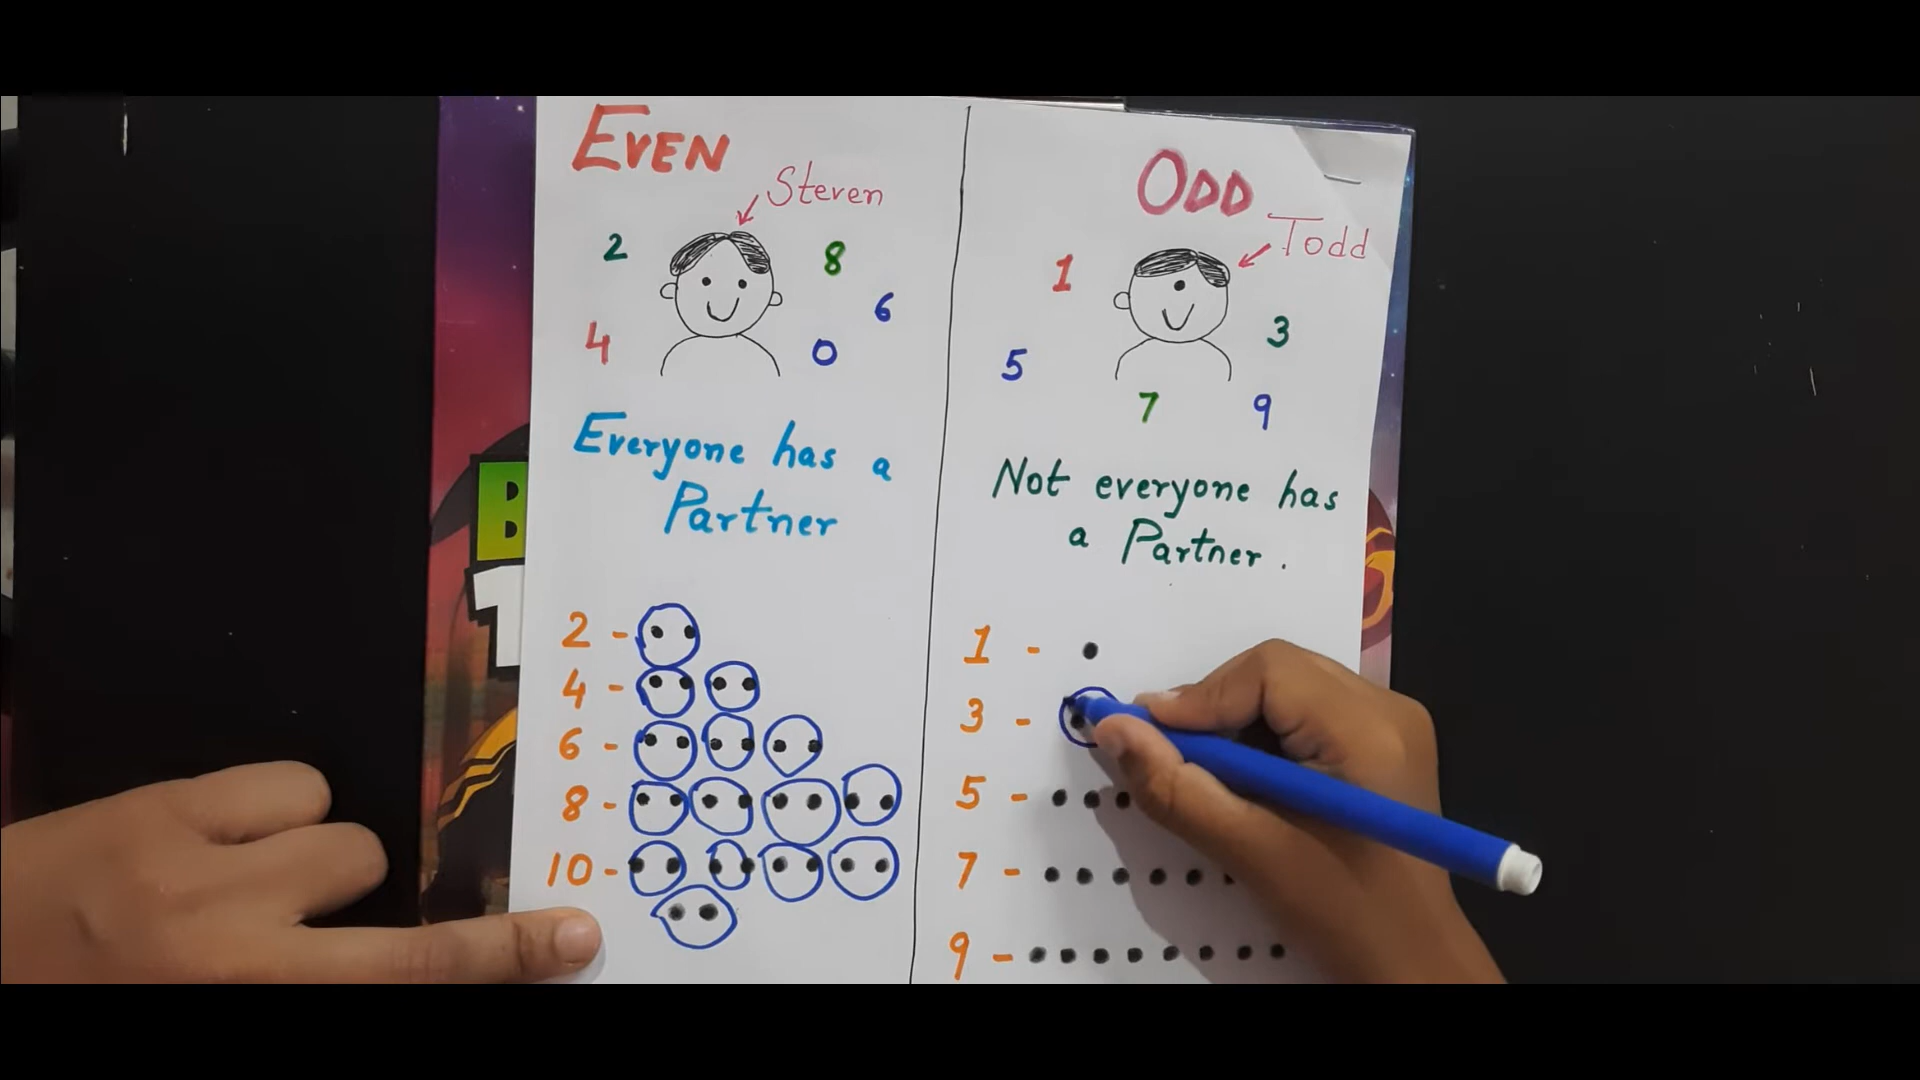 EVEN
Steven
2
8
6
4
0
Everyone has a
Partner
2 -
4 -
6 -
8 -
10 -
ODD
Todd
1
3
5
7
9
Not everyone has
a Partner.
1 -
3 -
5 -
7 -
9 -